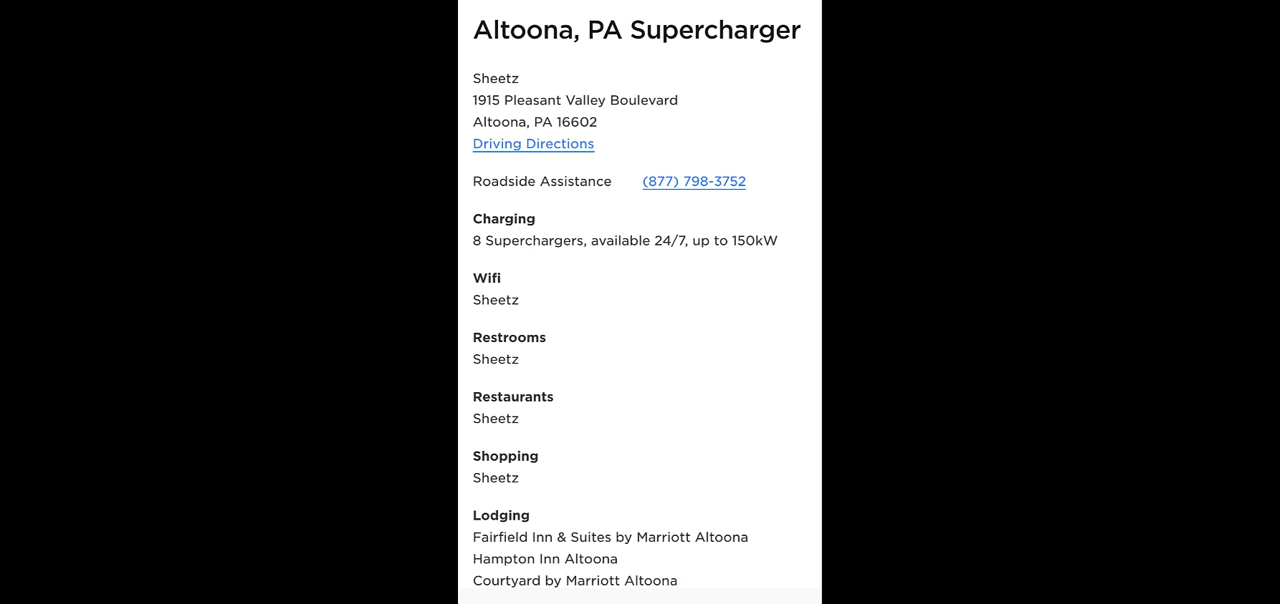 Altoona, PA Supercharger
Sheetz
1915 Pleasant Valley Boulevard
Altoona, PA 16602
Driving Directions
Roadside Assistance (877) 798-3752
Charging
8 Superchargers, available 24/7, up to 150kW
Wifi
Sheetz
Restrooms
Sheetz
Restaurants
Sheetz
Shopping
Sheetz
Lodging
Fairfield Inn & Suites by Marriott Altoona
Hampton Inn Altoona
Courtyard by Marriott Altoona